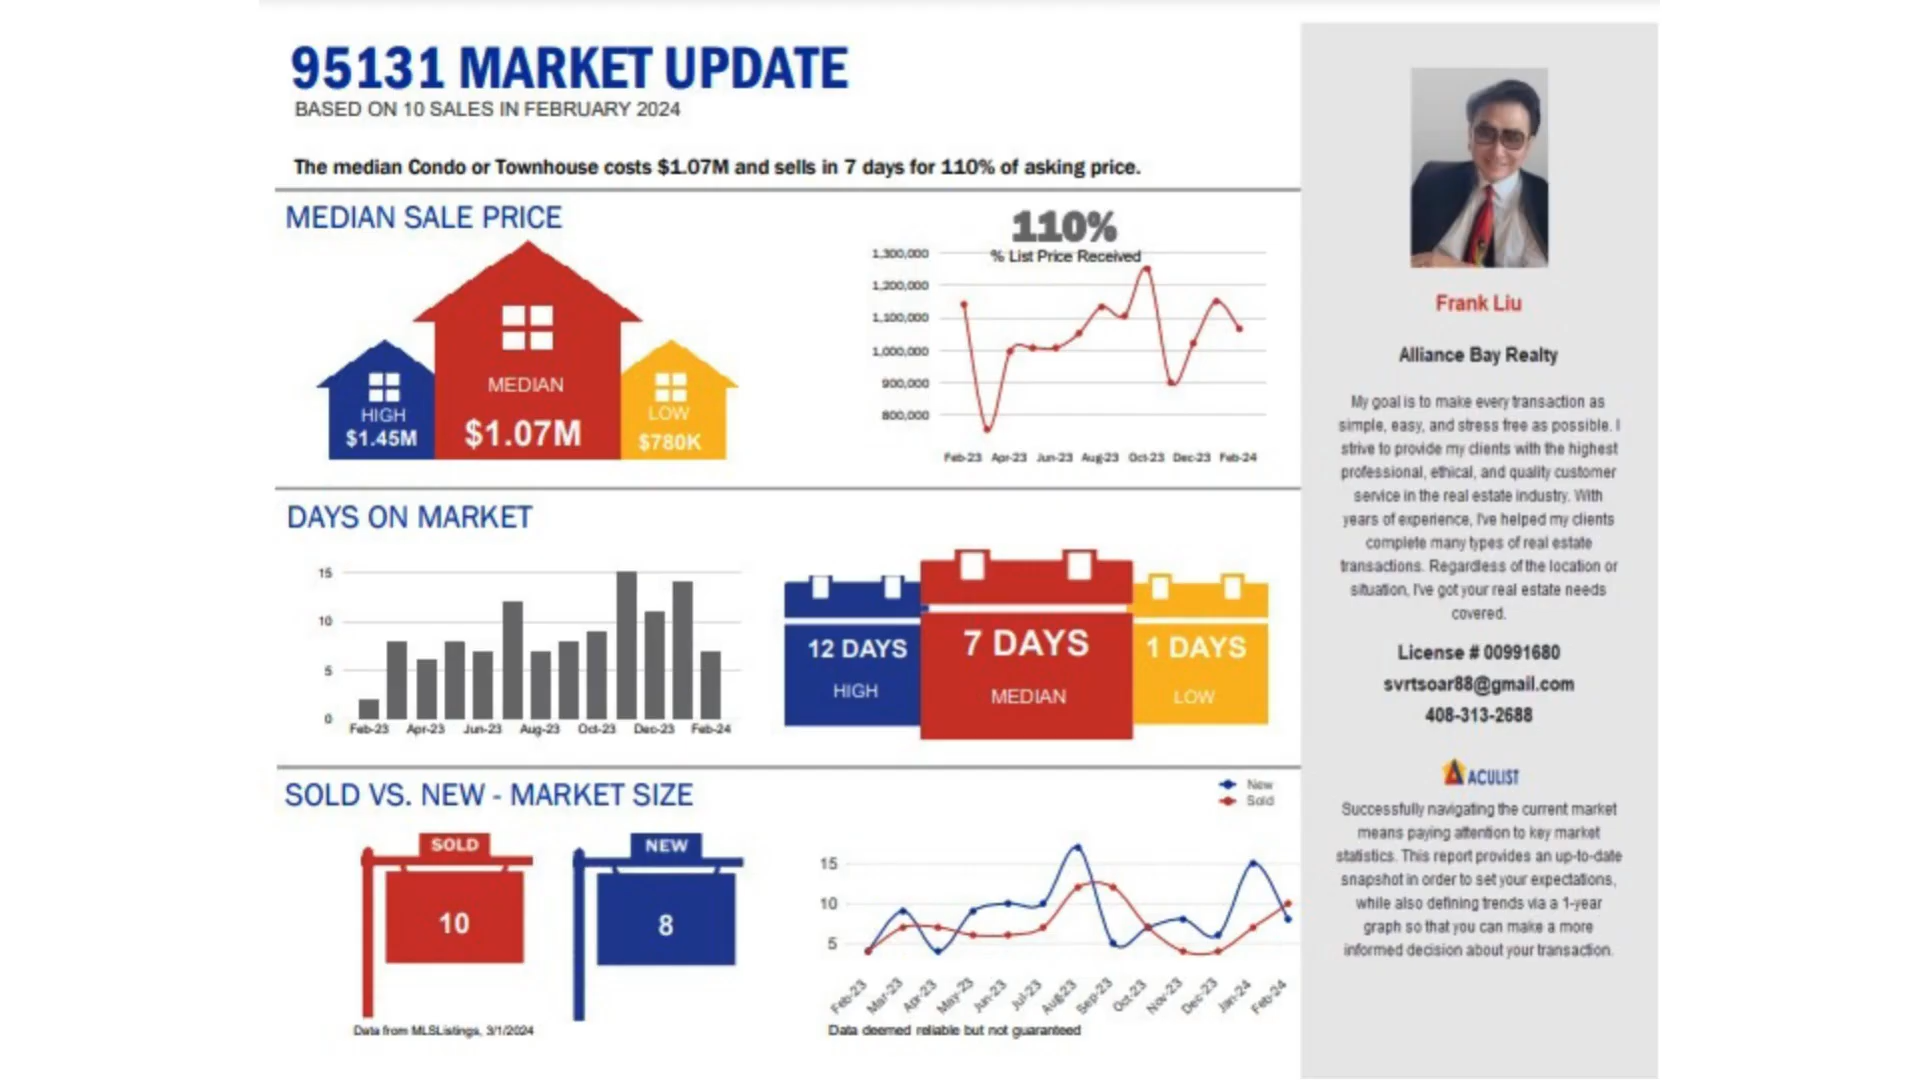 95131 MARKET UPDATE
BASED ON 10 SALES IN FEBRUARY 2024
The median Condo or Townhouse costs $1.07M and sells in 7 days for 110% of asking price.
MEDIAN SALE PRICE
HIGH
$1.45M
MEDIAN
$1.07M
LOW
$780K
110%
% List Price Received
1,300,000
1,200,000
1,100,000
1,000,000
900,000
800,000
Feb-23 Apr-23 Jun-23 Aug-23 Oct-23 Dec-23 Feb-24
DAYS ON MARKET
15
10
5
0
Feb-23 Apr-23 Jun-23 Aug-23 Oct-23 Dec-23 Feb-24
12 DAYS
HIGH
7 DAYS
MEDIAN
1 DAYS
LOW
SOLD VS. NEW - MARKET SIZE
SOLD
10
NEW
8
New
Sold
15
10
5
Feb-23 Mar-23 Apr-23 May-23 Jun-23 Jul-23 Aug-23 Sep-23 Oct-23 Nov-23 Dec-23 Jan-24 Feb-24
Data from MLSListings, 3/1/2024
Data deemed reliable but not guaranteed
Frank Liu
Alliance Bay Realty
My goal is to make every transaction as
simple, easy, and stress free as possible. I
strive to provide my clients with the highest
professional, ethical, and quality customer
service in the real estate industry. With
years of experience, I've helped my clients
complete many types of real estate
transactions. Regardless of the location or
situation, I've got your real estate needs
covered.
License # 00991680
svrtsoar88@gmail.com
408-313-2688
ACULIST
Successfully navigating the current market
means paying attention to key market
statistics. This report provides an up-to-date
snapshot in order to set your expectations,
while also defining trends via a 1-year
graph so that you can make a more
informed decision about your transaction.